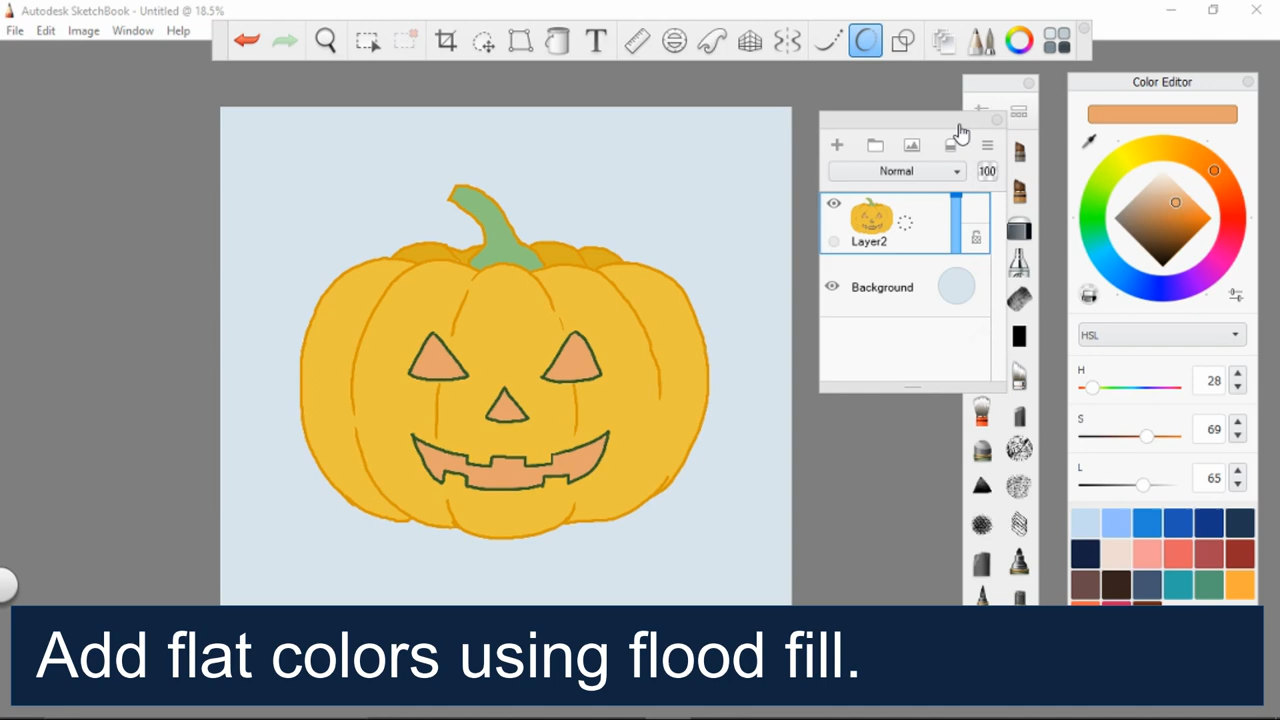 Autodesk SketchBook - Untitled @ 18.5%
File Edit Image Window Help
Color Editor
Normal 100
Layer2
Background
HSL
H 28
S 69
L 65
Add flat colors using flood fill.